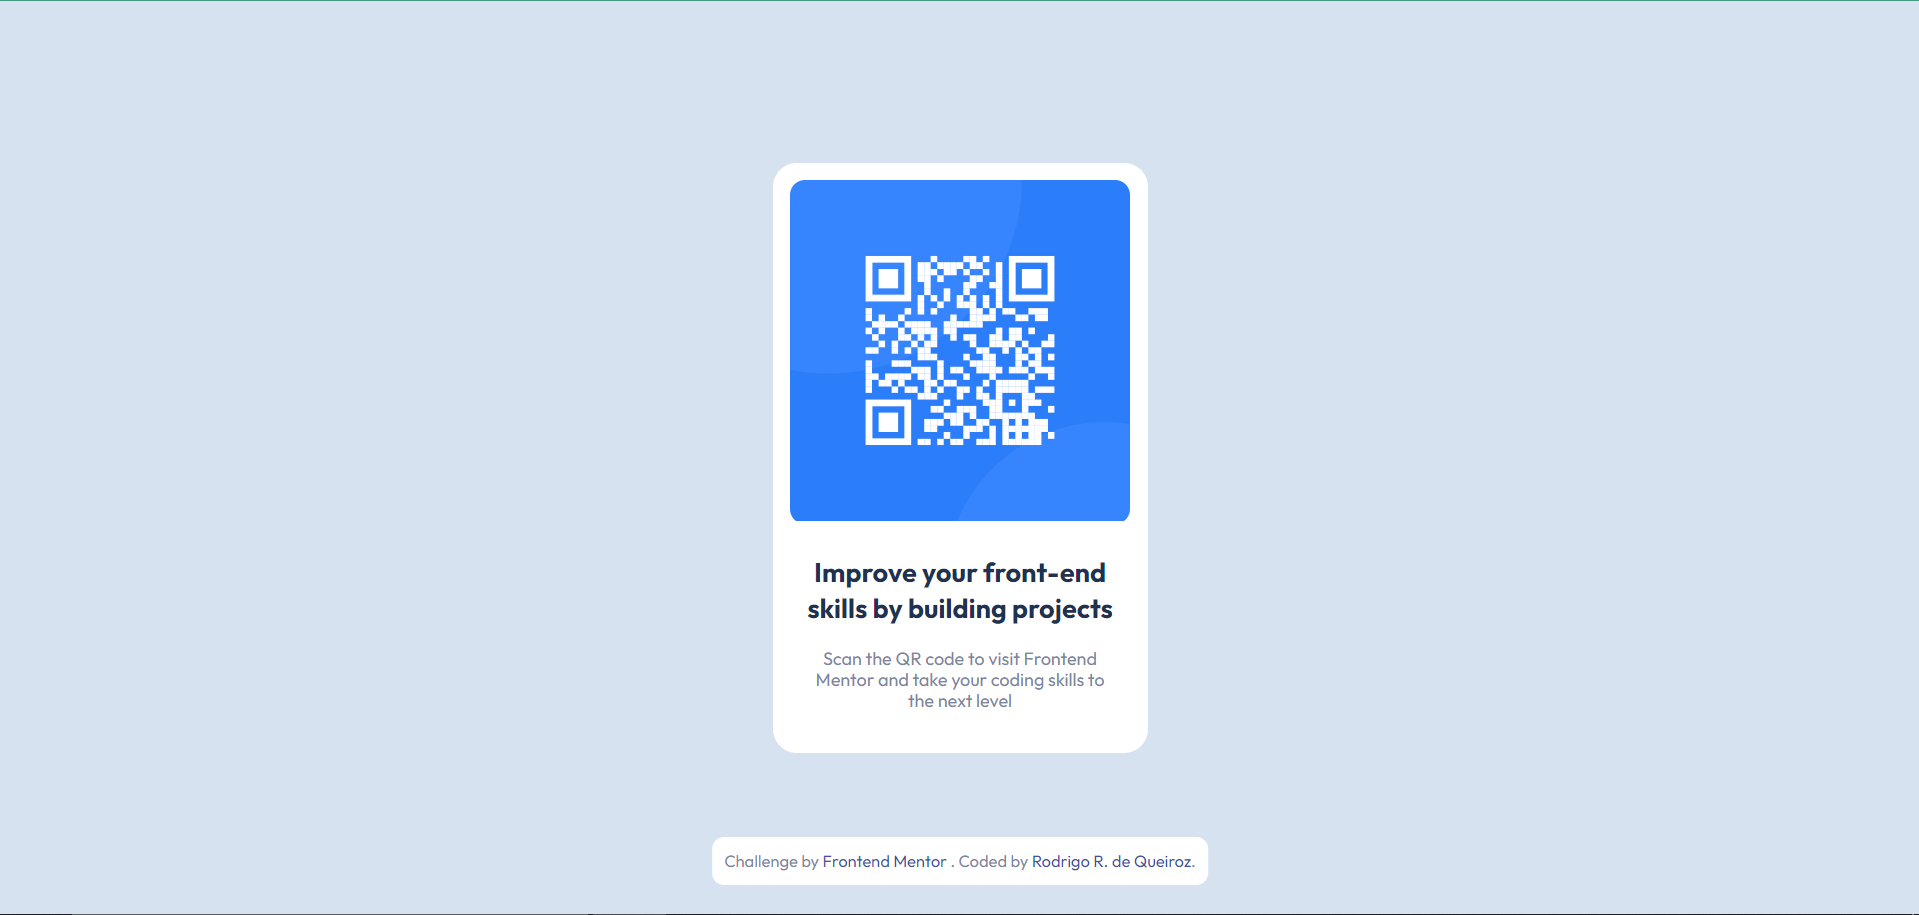 Improve your front-end
skills by building projects
Scan the QR code to visit Frontend
Mentor and take your coding skills to
the next level
Challenge by Frontend Mentor . Coded by Rodrigo R. de Queiroz.